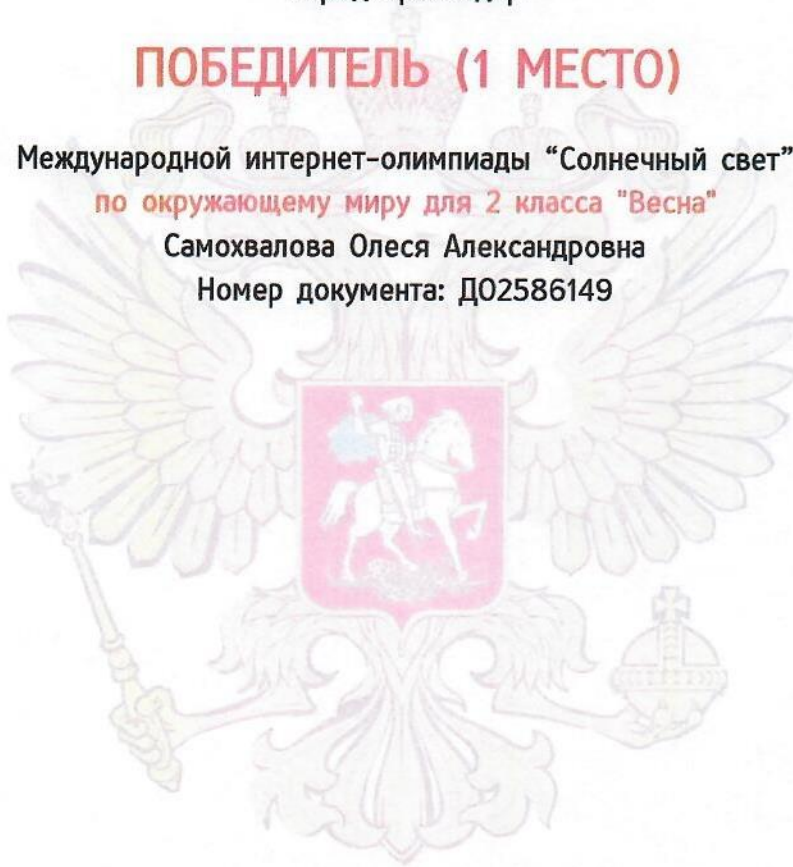 ПОБЕДИТЕЛЬ (1 МЕСТО)
Международной интернет-олимпиады “Солнечный свет”
по окружающему миру для 2 класса "Весна"
Самохвалова Олеся Александровна
Номер документа: ДО2586149